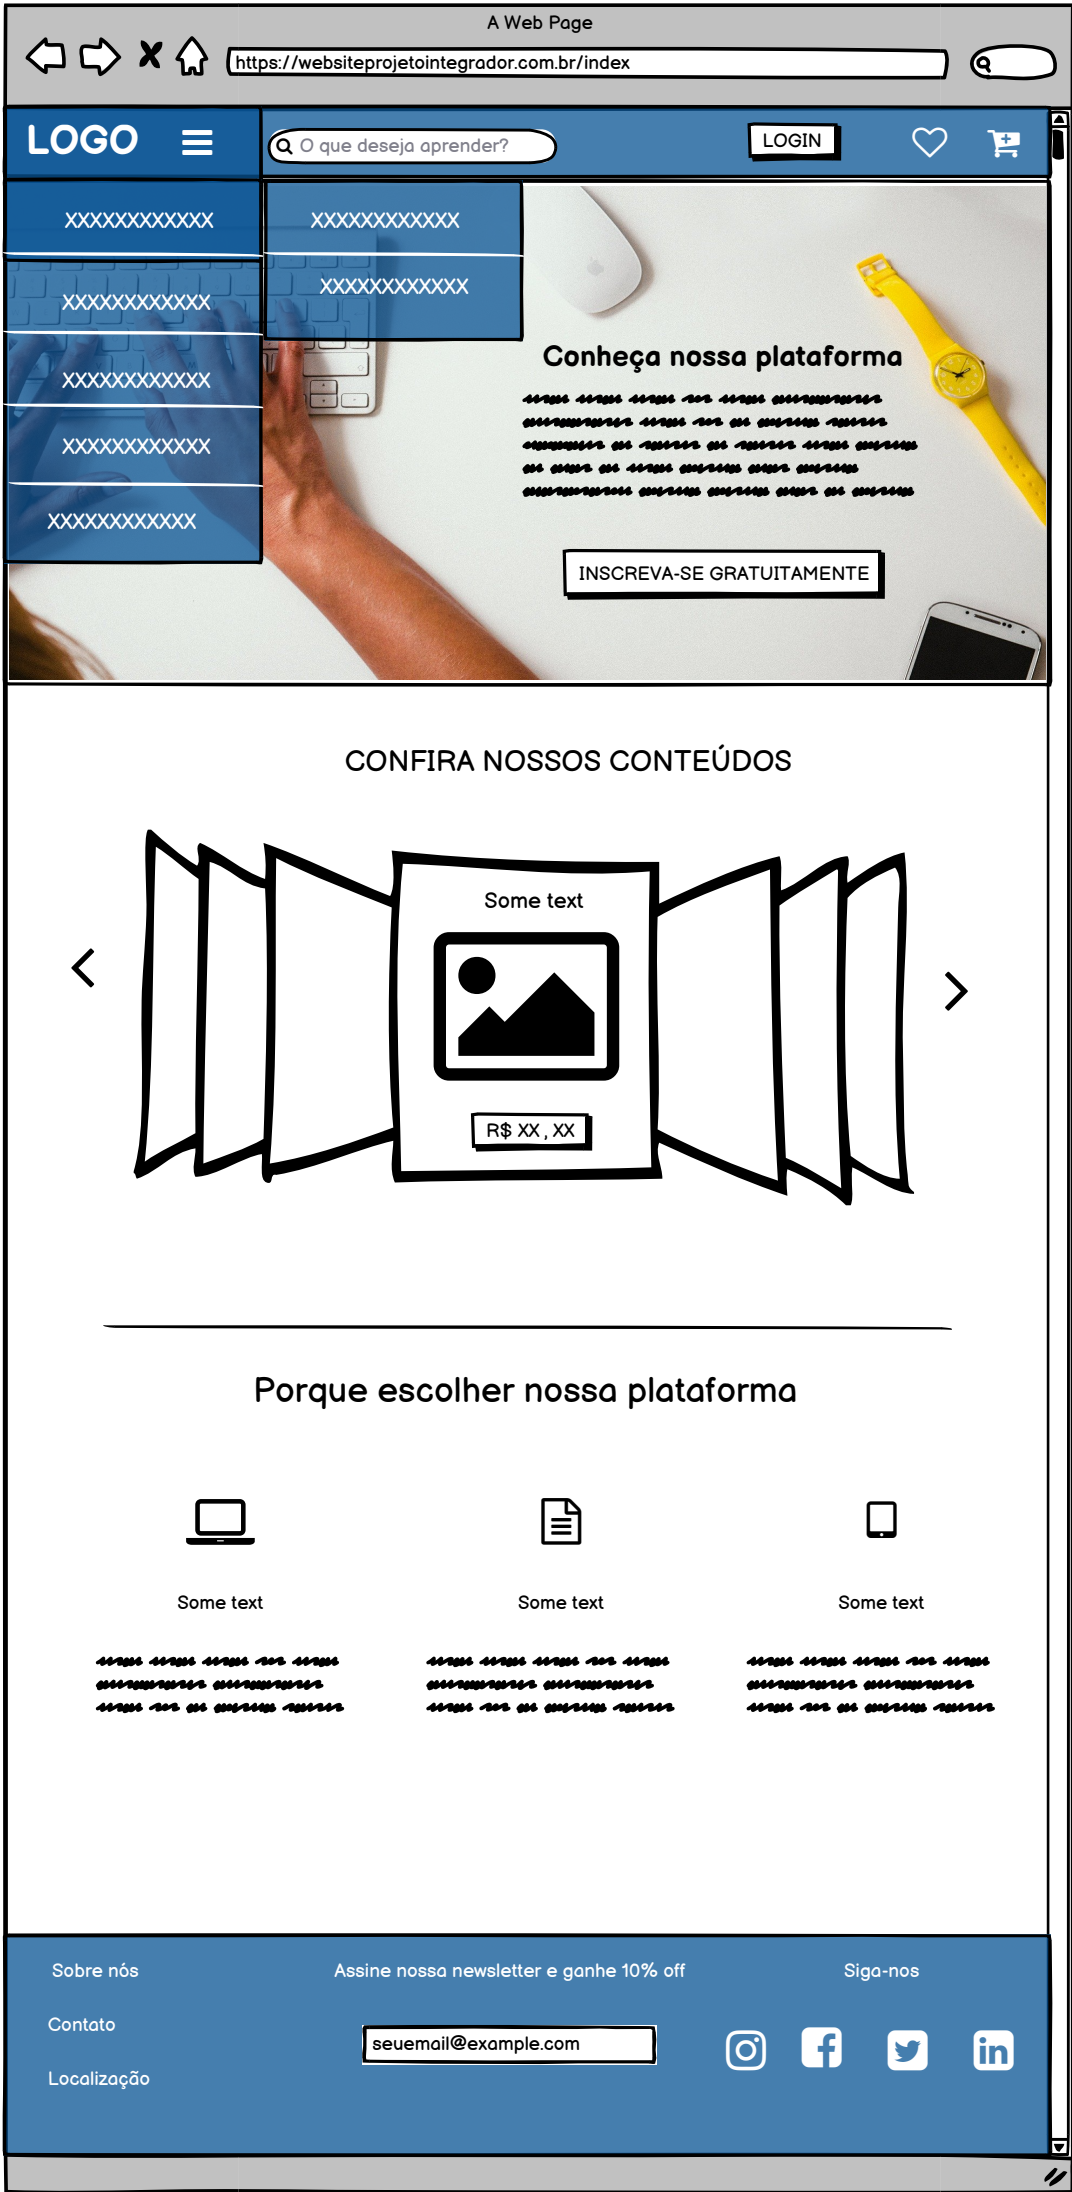 A Web Page
https://websiteprojetointegrador.com.br/index
LOGO
O que deseja aprender?
LOGIN
XXXXXXXXXXXX
XXXXXXXXXXXX
XXXXXXXXXXXX
XXXXXXXXXXXX
XXXXXXXXXXXX
XXXXXXXXXXXX
XXXXXXXXXXXX
Conheça nossa plataforma
INSCREVA-SE GRATUITAMENTE
CONFIRA NOSSOS CONTEÚDOS
Some text
R$ XX , XX
Porque escolher nossa plataforma
Some text
Some text
Some text
Sobre nós
Contato
Localização
Assine nossa newsletter e ganhe 10% off
seuemail@example.com
Siga-nos